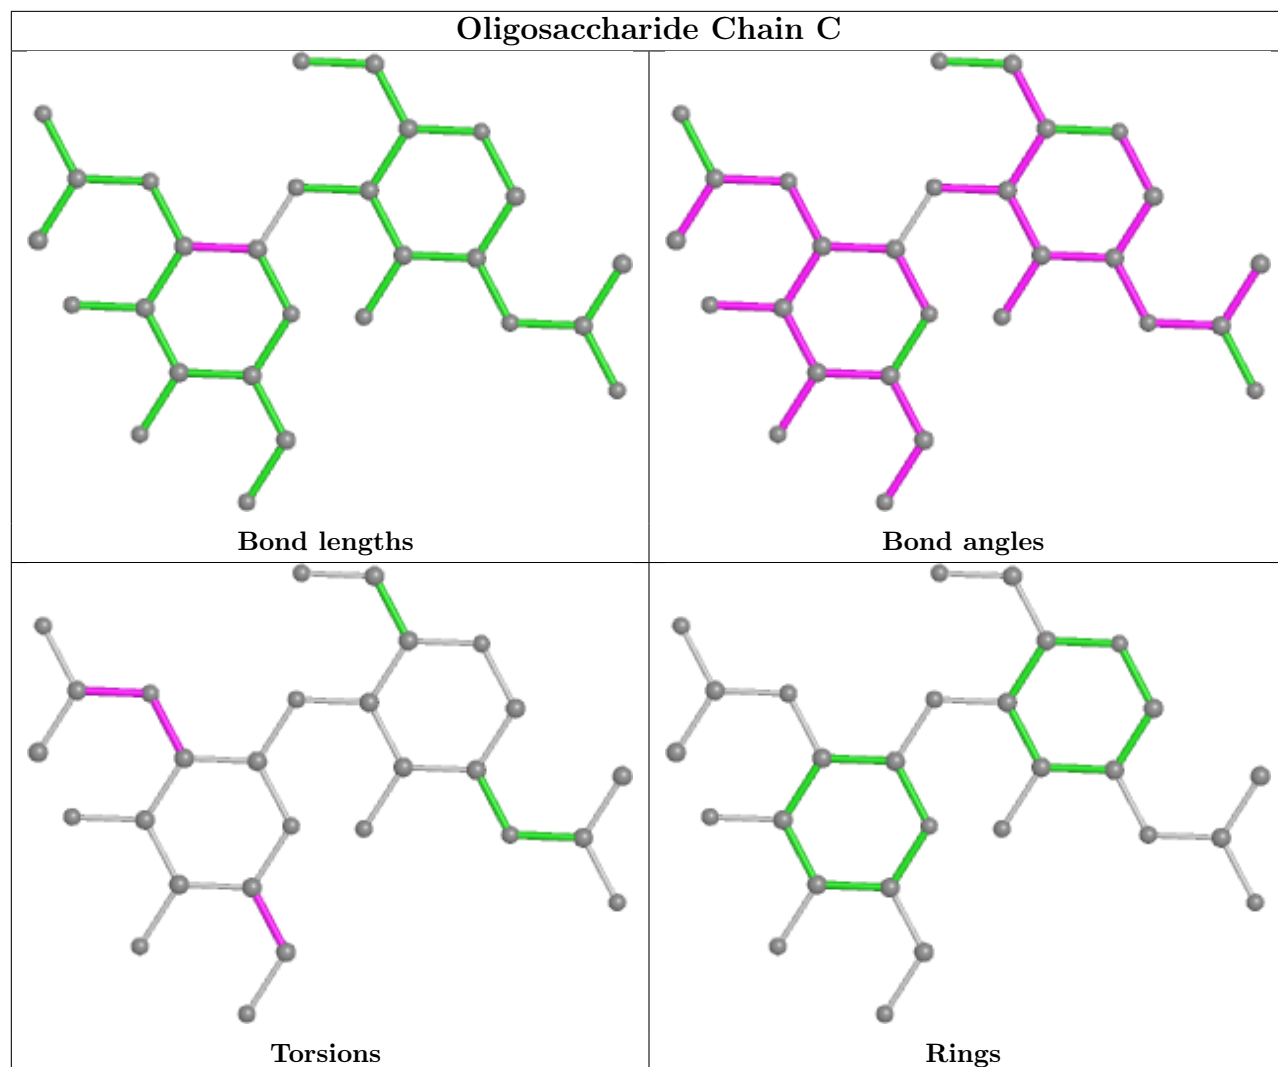 Oligosaccharide Chain C
Bond lengths
Bond angles
Torsions
Rings